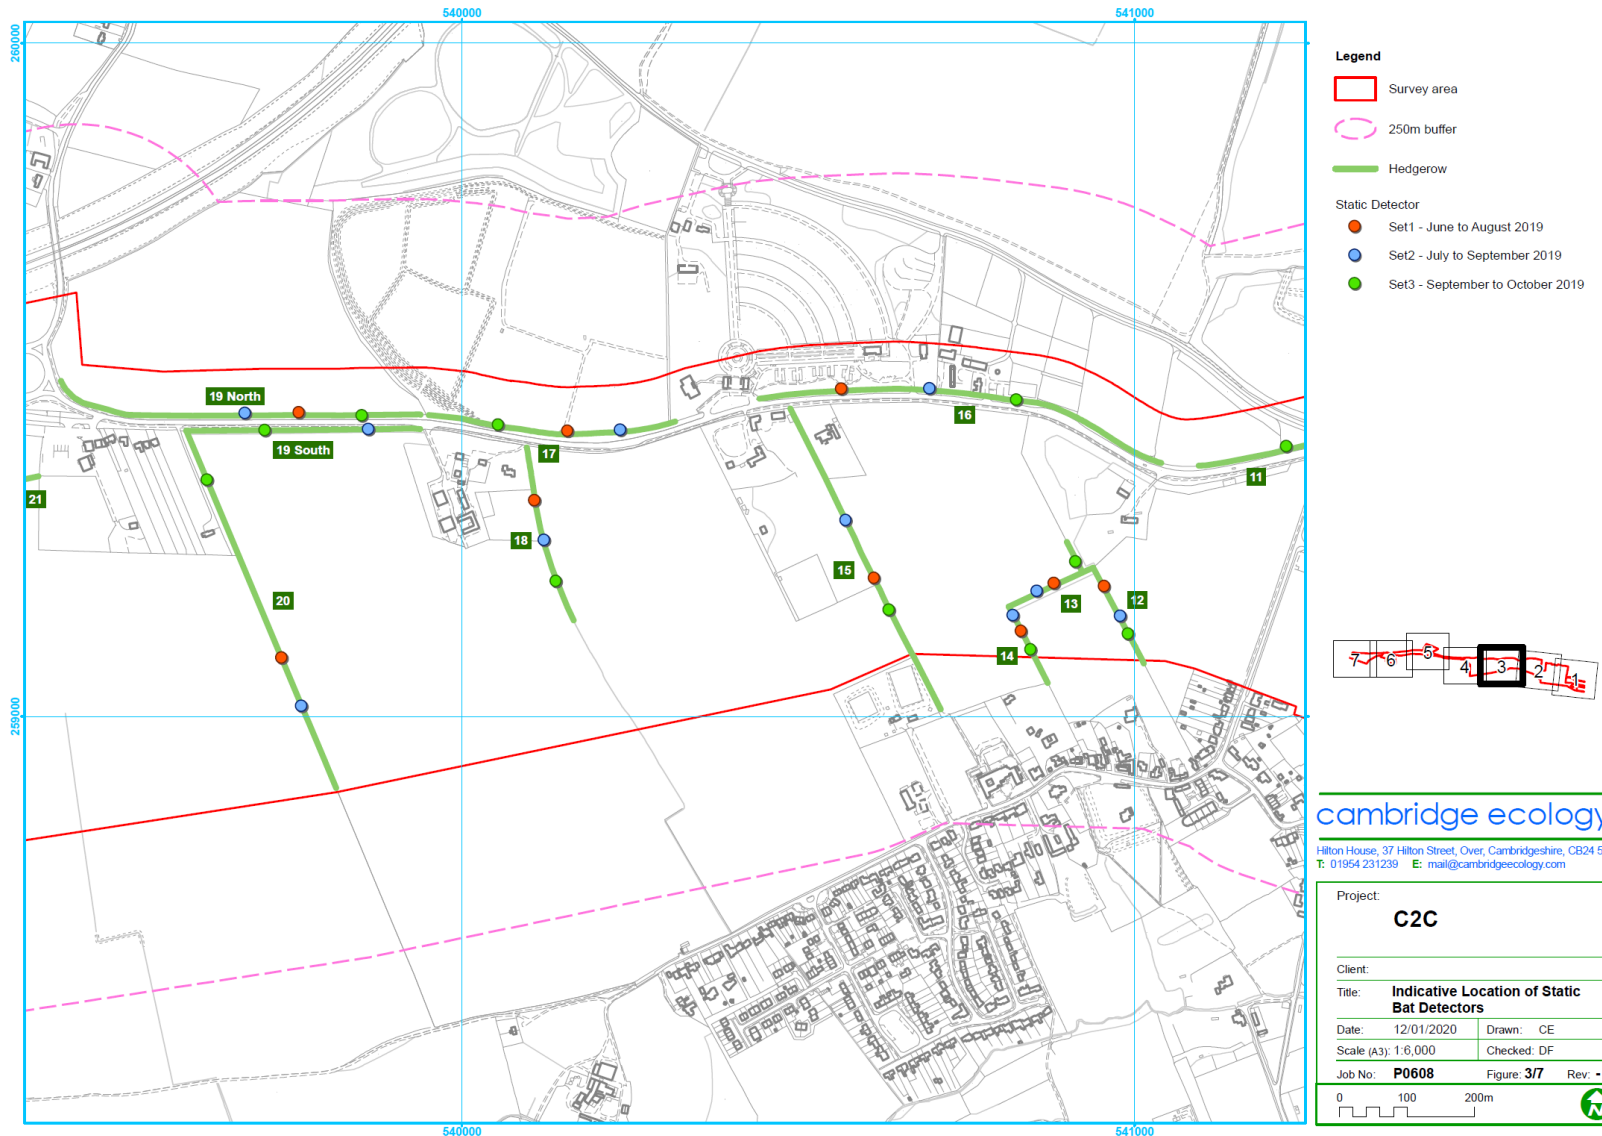 540000
541000
260000
259000
540000
541000
19 North
19 South
17
16
11
21
18
15
13
12
20
14
Legend
Survey area
250m buffer
Hedgerow
Static Detector
Set1 - June to August 2019
Set2 - July to September 2019
Set3 - September to October 2019
7 6 5 4 3 2 1
cambridge ecology
Hilton House, 37 Hilton Street, Over, Cambridgeshire, CB24 5
T: 01954 231239 E: mail@cambridgeecology.com
Project:
C2C
Client:
Title: Indicative Location of Static
Bat Detectors
Date: 12/01/2020 Drawn: CE
Scale (A3): 1:6,000 Checked: DF
Job No: P0608 Figure: 3/7 Rev: -
0 100 200m
N